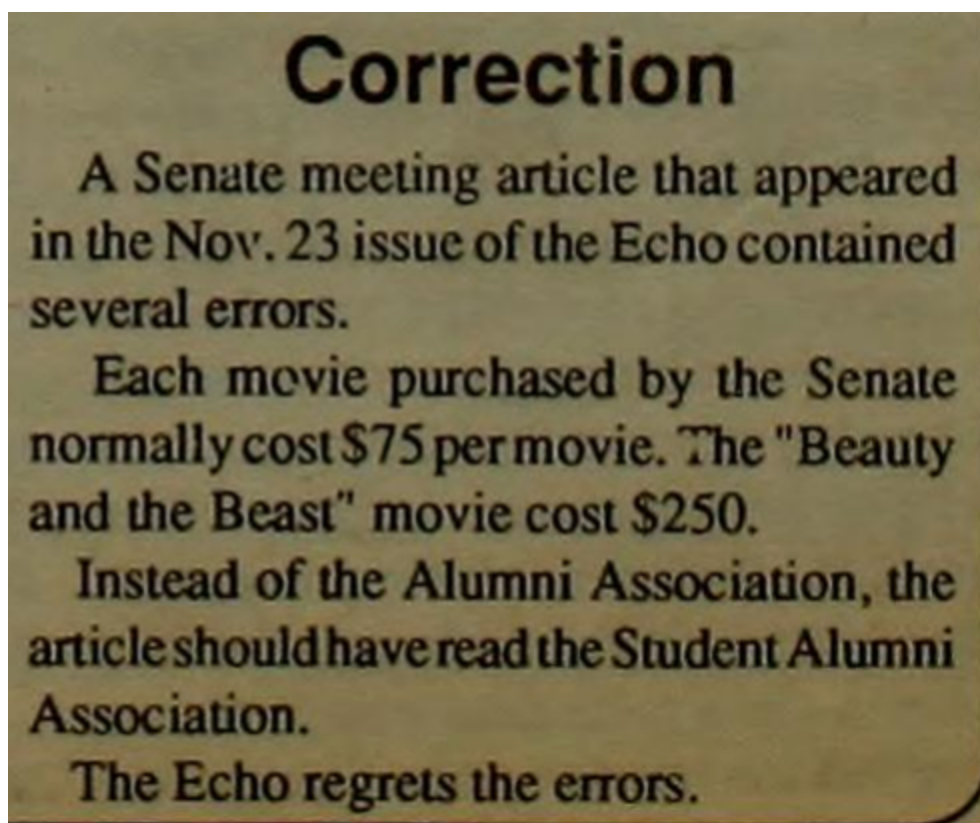 Correction
A Senate meeting article that appeared
in the Nov. 23 issue of the Echo contained
several errors.
Each movie purchased by the Senate
normally cost $75 per movie. The "Beauty
and the Beast" movie cost $250.
Instead of the Alumni Association, the
article should have read the Student Alumni
Association.
The Echo regrets the errors.